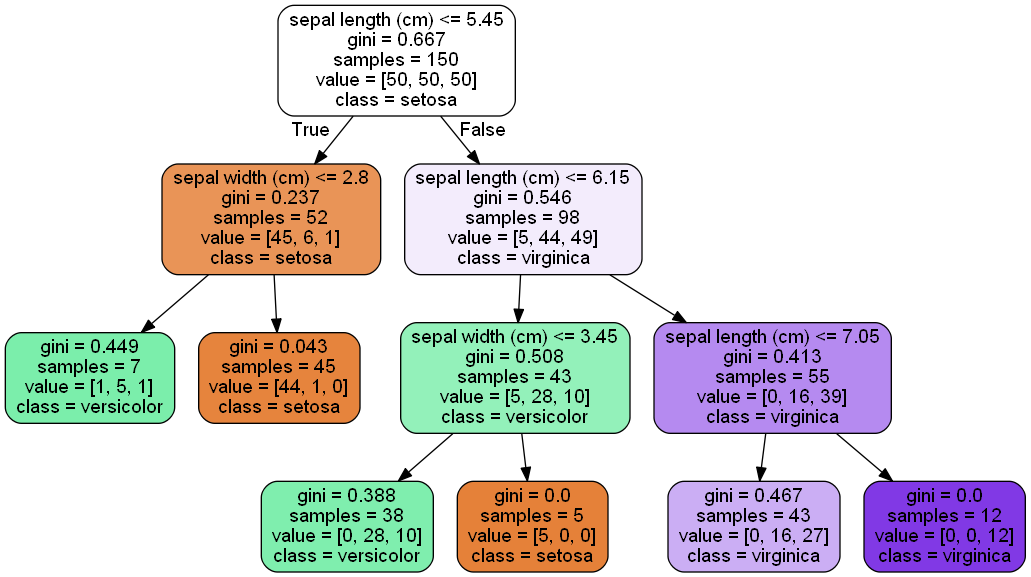 sepal length (cm) <= 5.45
gini = 0.667
samples = 150
value = [50, 50, 50]
class = setosa
True
False
sepal width (cm) <= 2.8
gini = 0.237
samples = 52
value = [45, 6, 1]
class = setosa
sepal length (cm) <= 6.15
gini = 0.546
samples = 98
value = [5, 44, 49]
class = virginica
gini = 0.449
samples = 7
value = [1, 5, 1]
class = versicolor
gini = 0.043
samples = 45
value = [44, 1, 0]
class = setosa
sepal width (cm) <= 3.45
gini = 0.508
samples = 43
value = [5, 28, 10]
class = versicolor
sepal length (cm) <= 7.05
gini = 0.413
samples = 55
value = [0, 16, 39]
class = virginica
gini = 0.388
samples = 38
value = [0, 28, 10]
class = versicolor
gini = 0.0
samples = 5
value = [5, 0, 0]
class = setosa
gini = 0.467
samples = 43
value = [0, 16, 27]
class = virginica
gini = 0.0
samples = 12
value = [0, 0, 12]
class = virginica